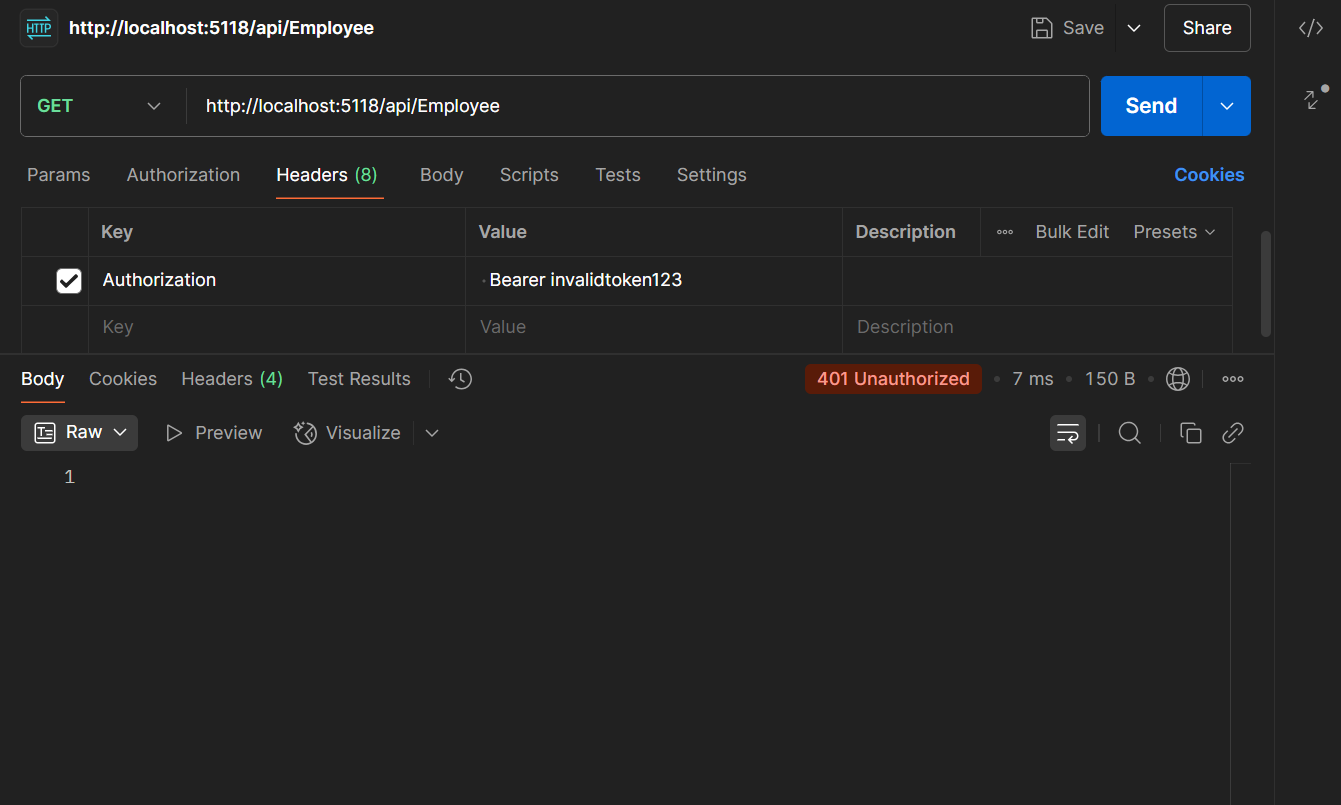 HTTP http://localhost:5118/api/Employee Save Share
GET http://localhost:5118/api/Employee Send
Params Authorization Headers (8) Body Scripts Tests Settings Cookies
Key Value Description Bulk Edit Presets
Authorization Bearer invalidtoken123
Key Value Description
Body Cookies Headers (4) Test Results 401 Unauthorized • 7 ms • 150 B •
Raw Preview Visualize
1